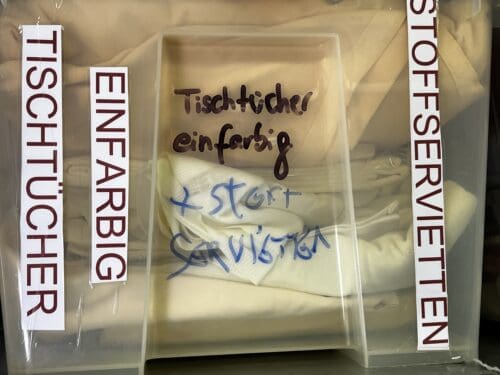 TISCHTÜCHER
EINFARBIG
Tischtücher
einfarbig
+ Stoff
SERVIETTEN
STOFFSERVIETTEN